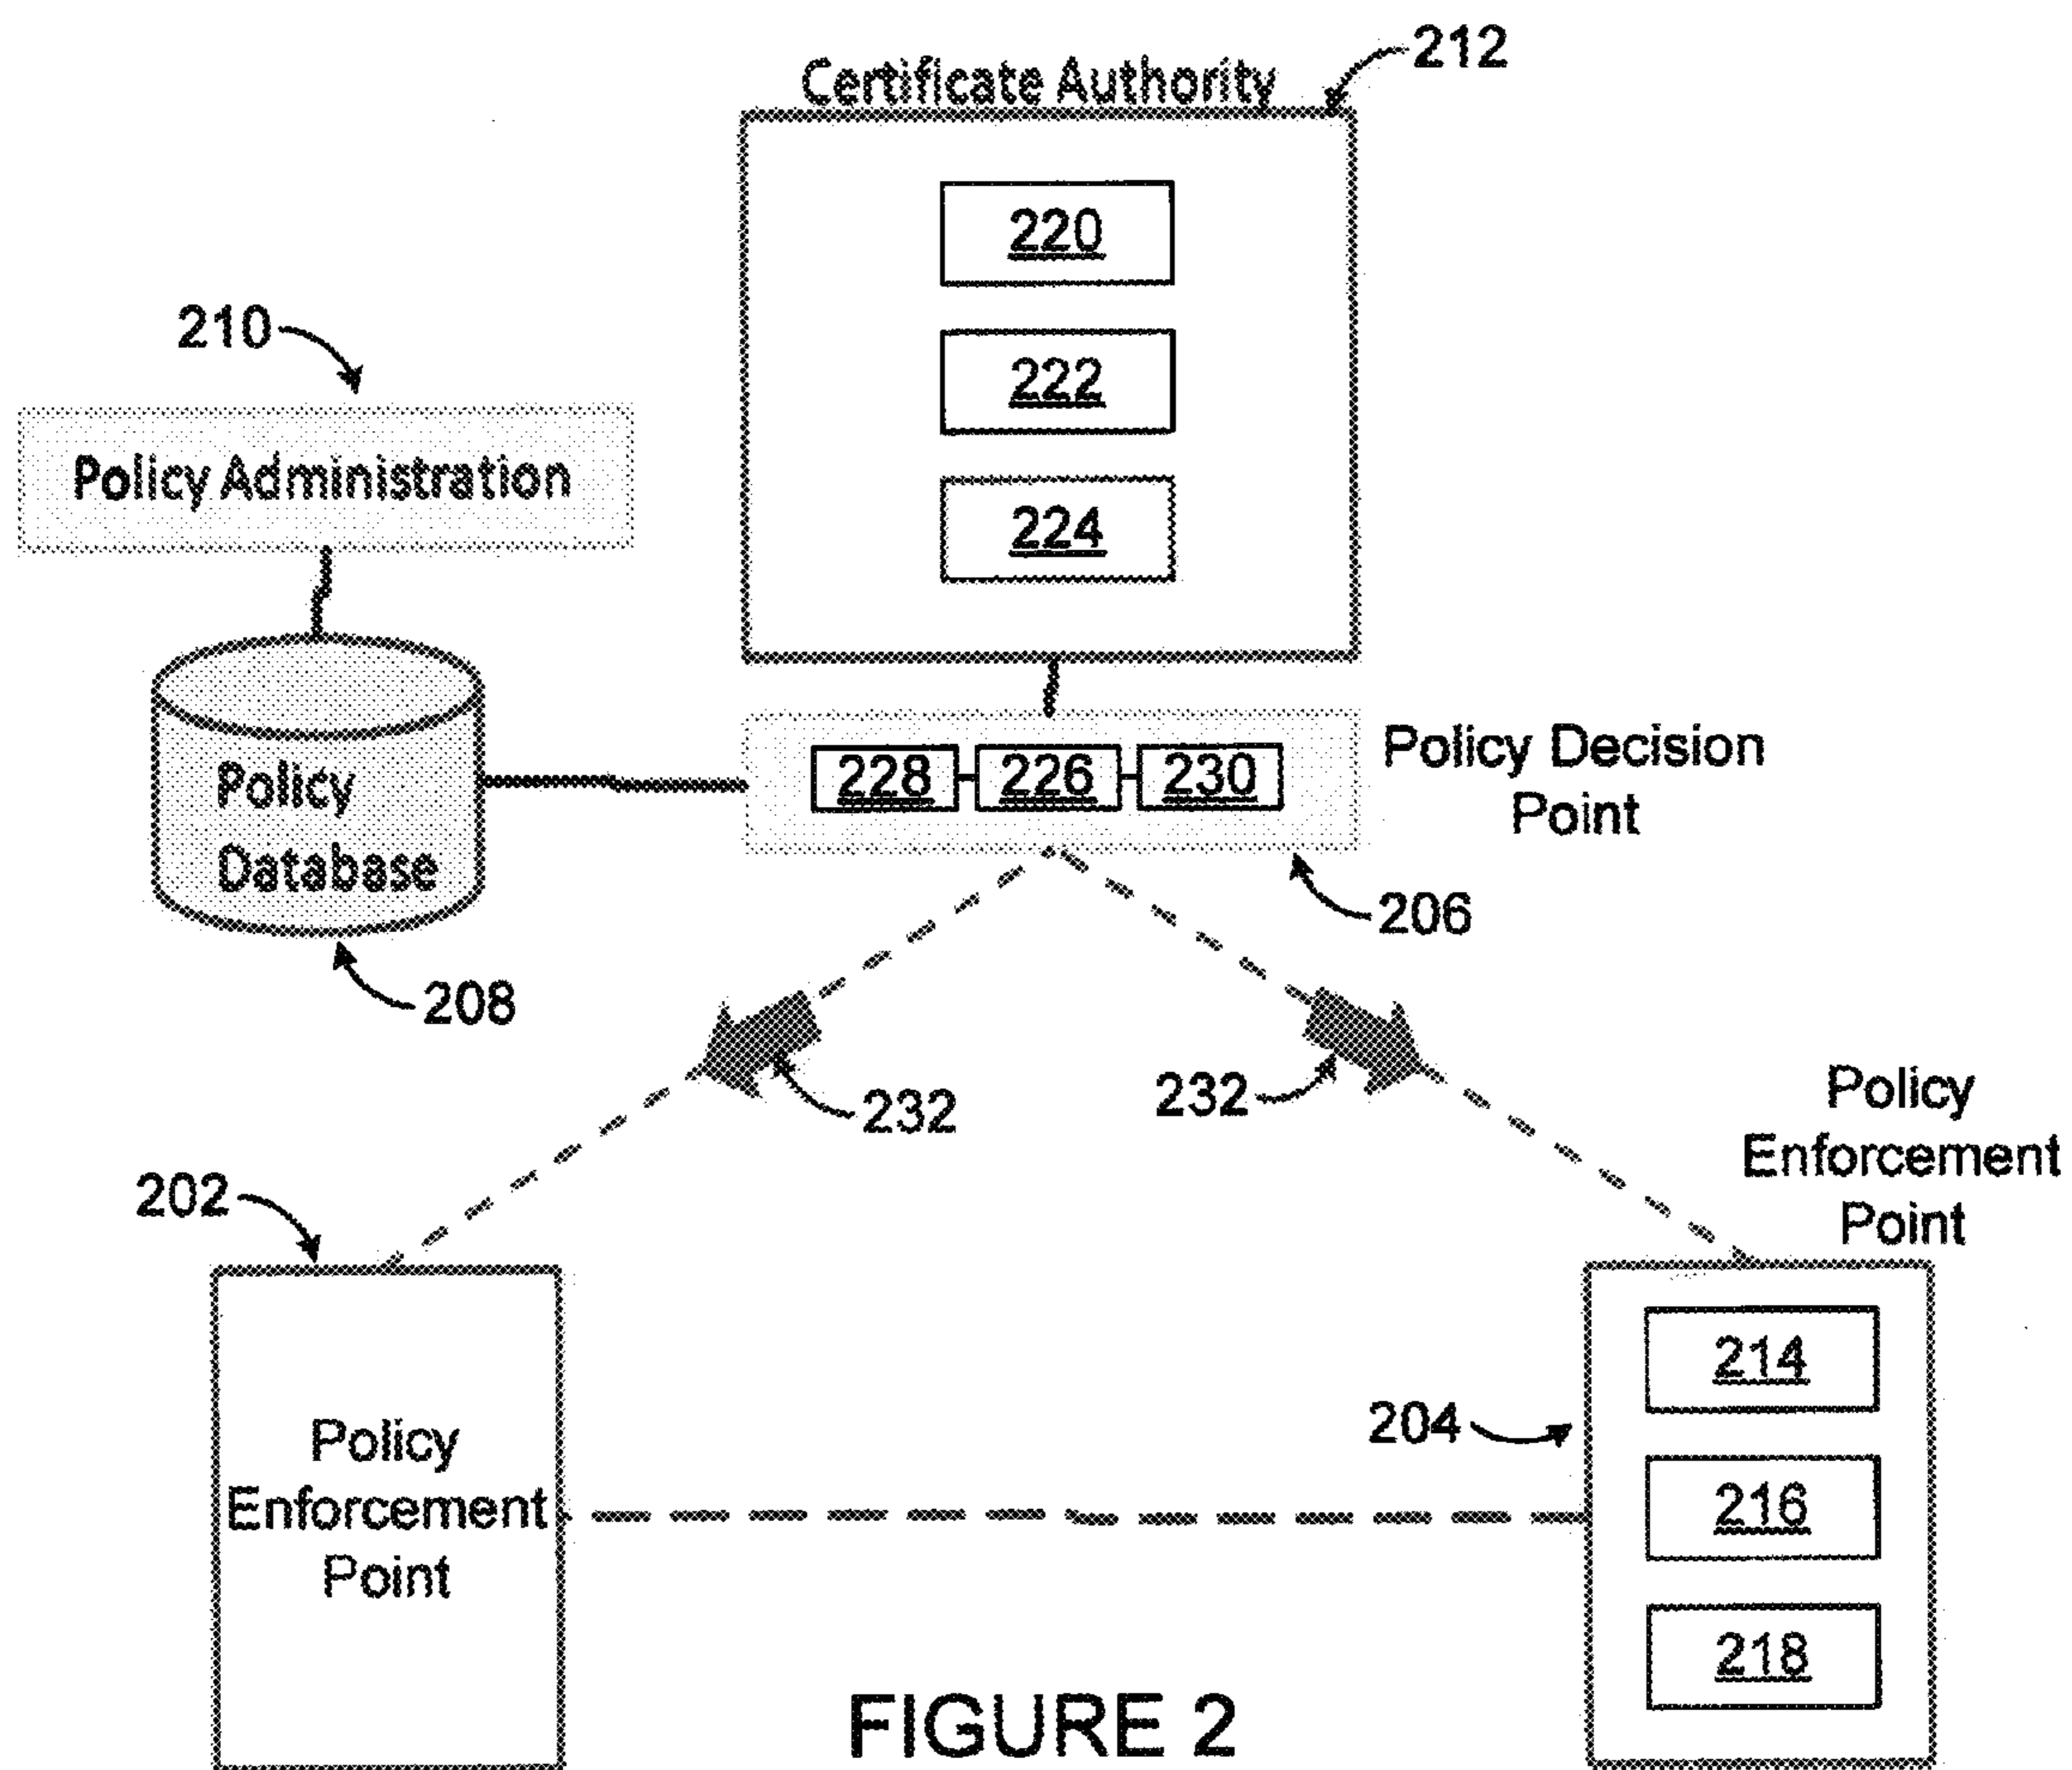 212
Certificate Authority
220
210
222
Policy Administration
224
Policy Decision
Point
228 226 230
Policy
Database
206
208
232
232
Policy
Enforcement
Point
202
214
204
Policy
Enforcement
Point
216
218
FIGURE 2